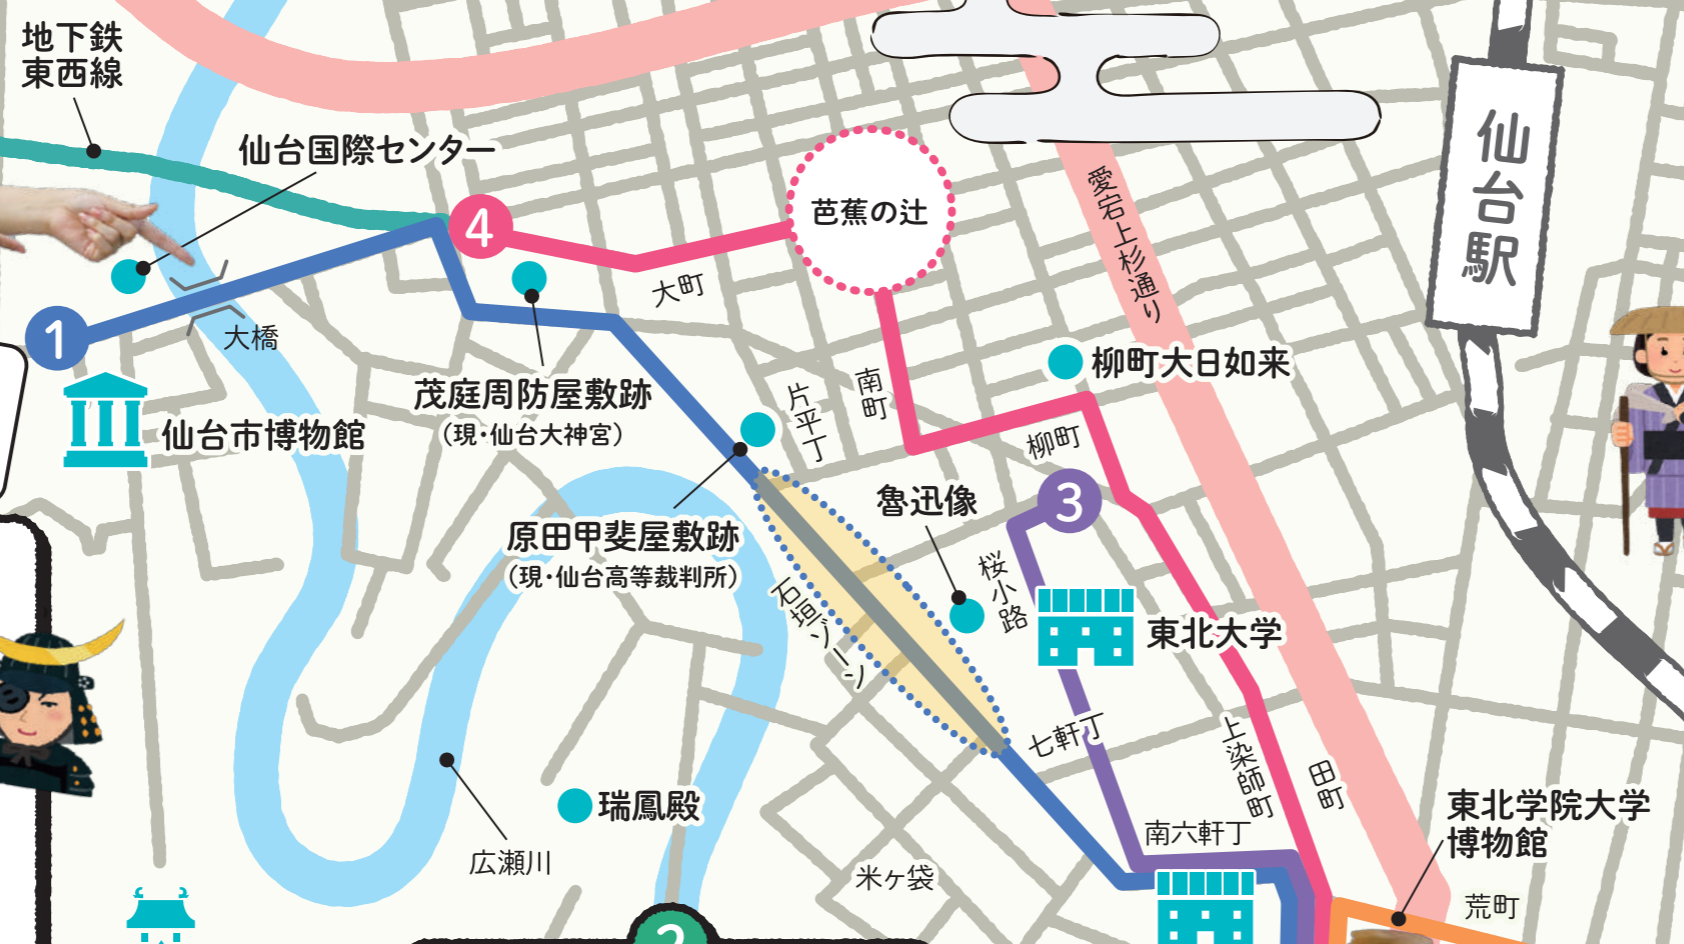 地下鉄
東西線
仙台国際センター
4
芭蕉の辻
愛宕上杉通り
仙台駅
1
大橋
大町
仙台市博物館
茂庭周防屋敷跡
(現・仙台大神宮)
片平丁
南町
柳町大日如来
柳町
原田甲斐屋敷跡
(現・仙台高等裁判所)
魯迅像
3
石垣ゾーン
桜小路
東北大学
七軒丁
上染師町
田町
瑞鳳殿
広瀬川
南六軒丁
東北学院大学
博物館
米ヶ袋
荒町
2